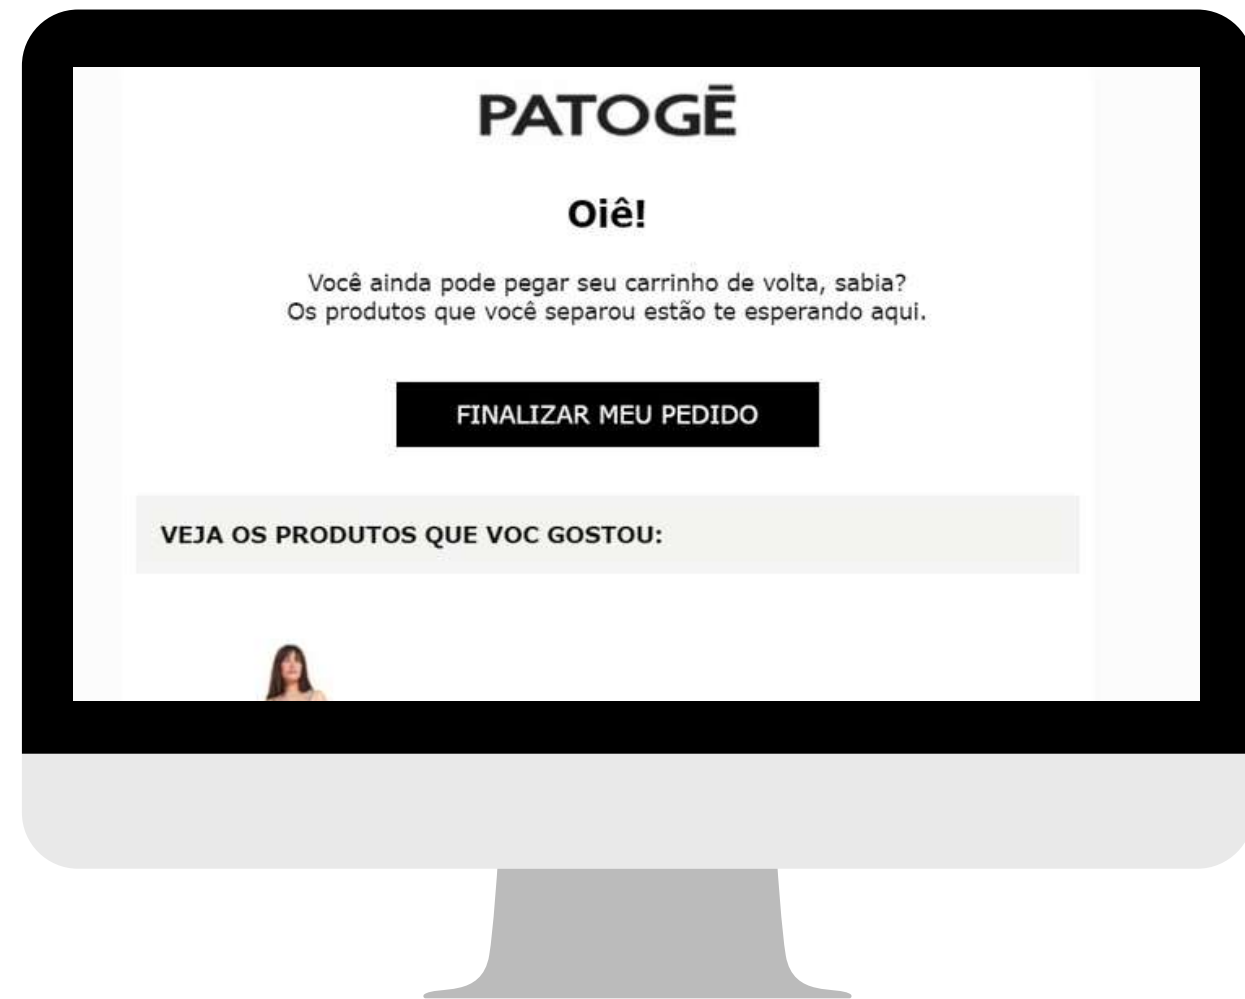 PATOGĒ
Oiê!
Você ainda pode pegar seu carrinho de volta, sabia?
Os produtos que você separou estão te esperando aqui.
FINALIZAR MEU PEDIDO
VEJA OS PRODUTOS QUE VOC GOSTOU: